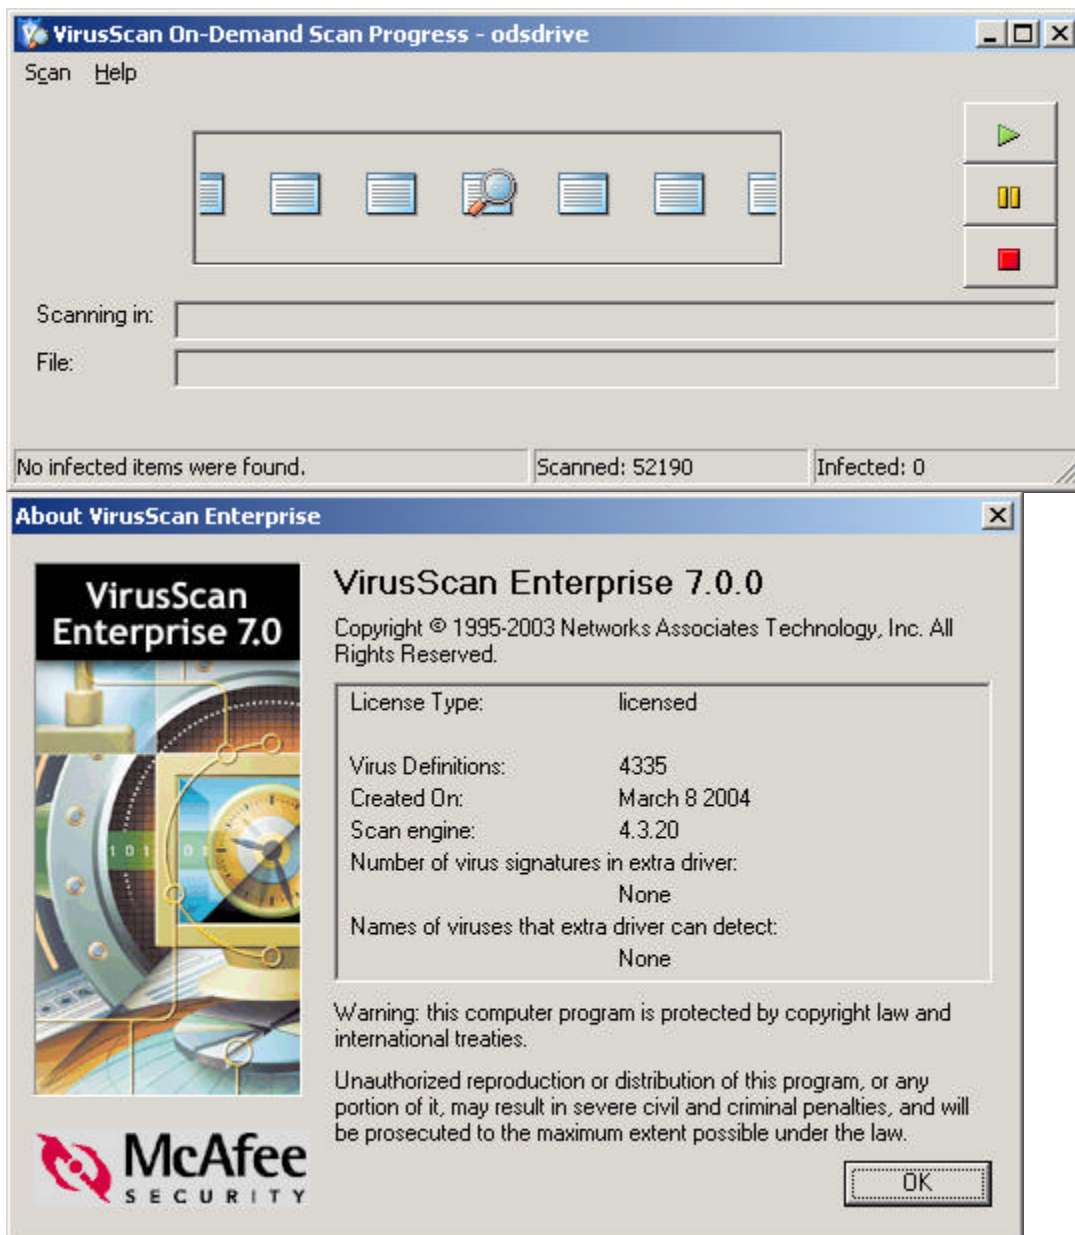 VirusScan On-Demand Scan Progress - odsdrive
Scan Help
Scanning in:
File:
No infected items were found. Scanned: 52190 Infected: 0
About VirusScan Enterprise
VirusScan
Enterprise 7.0
VirusScan Enterprise 7.0.0
Copyright © 1995-2003 Networks Associates Technology, Inc. All
Rights Reserved.
License Type: licensed
Virus Definitions: 4335
Created On: March 8 2004
Scan engine: 4.3.20
Number of virus signatures in extra driver:
None
Names of viruses that extra driver can detect:
None
101 01
Warning: this computer program is protected by copyright law and
international treaties.
Unauthorized reproduction or distribution of this program, or any
portion of it, may result in severe civil and criminal penalties, and will
be prosecuted to the maximum extent possible under the law.
McAfee
SECURITY
OK